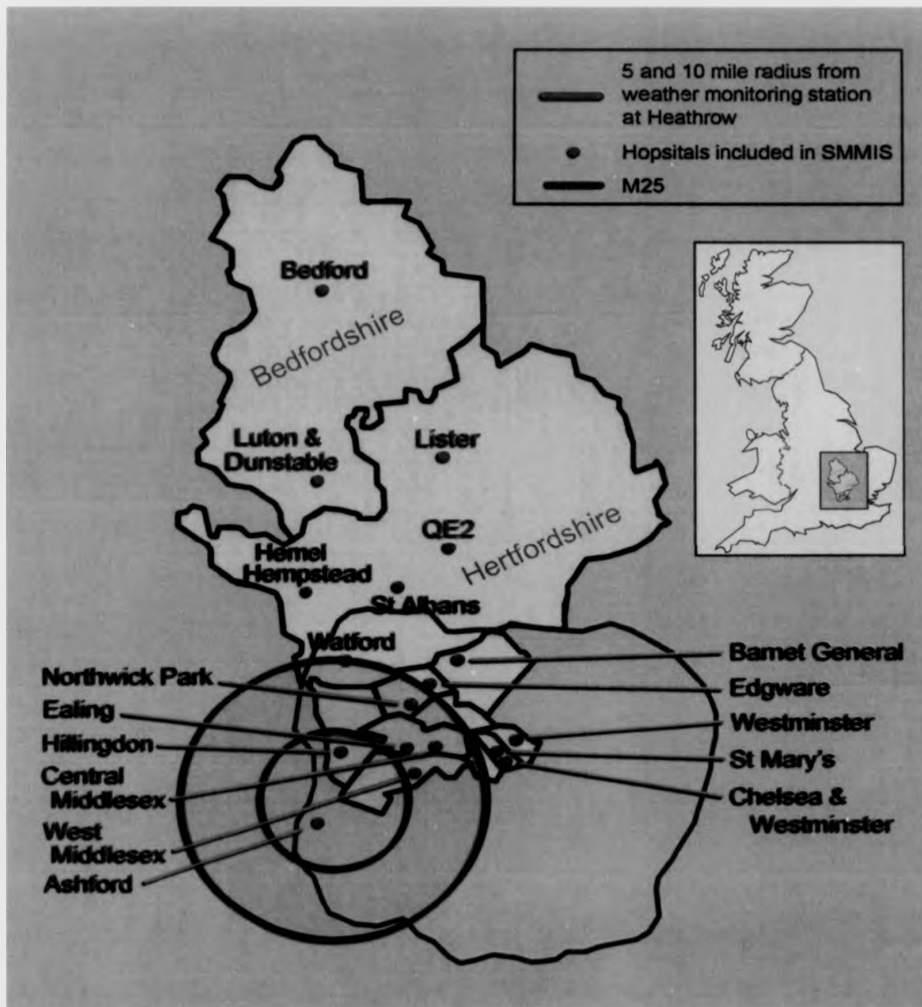 5 and 10 mile radius from
weather monitoring station
at Heathrow
Hopsitals included in SMMIS
M25
Bedford
Bedfordshire
Luton &
Dunstable
Lister
QE2
Hertfordshire
Hemel
Hempstead
St Albans
Watford
Northwick Park
Ealing
Hillingdon
Central
Middlesex
West
Middlesex
Ashford
Barnet General
Edgware
Westminster
St Mary's
Chelsea &
Westminster